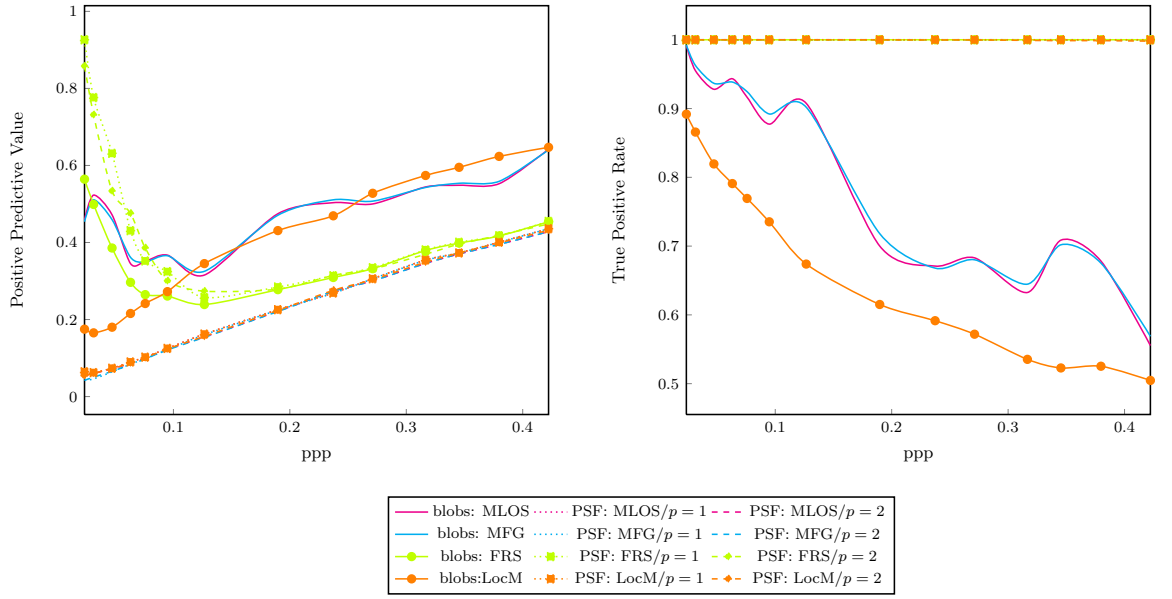 1
0.8
0.6
0.4
0.2
0
Positive Predictive Value
0.1 0.2 0.3 0.4
ppp
1
0.9
0.8
0.7
0.6
0.5
True Positive Rate
0.1 0.2 0.3 0.4
ppp
blobs: MLOS PSF: MLOS/p = 1 PSF: MLOS/p = 2
blobs: MFG PSF: MFG/p = 1 PSF: MFG/p = 2
blobs: FRS PSF: FRS/p = 1 PSF: FRS/p = 2
blobs:LocM PSF: LocM/p = 1 PSF: LocM/p = 2